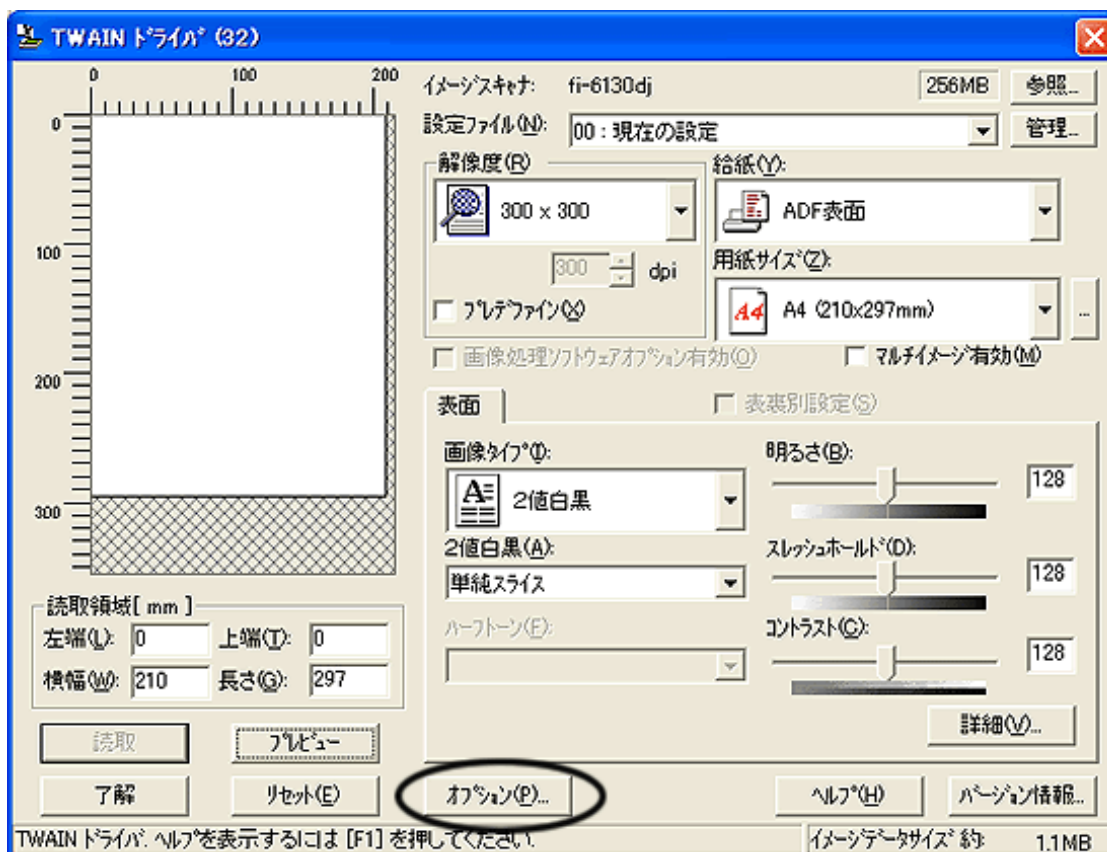 TWAIN ﾄﾞﾗｲﾊﾞ (32)
0 100 200
0
100
200
300
ｲﾒｰｼﾞｽｷｬﾅ: fi-6130dj 256MB 参照...
設定ﾌｧｲﾙ(N): 00 : 現在の設定 管理...
解像度(R) 給紙(Y):
300 x 300 ADF表面
300 dpi 用紙ｻｲｽﾞ(Z):
ﾌﾟﾚﾃﾞﾌｧｲﾝ(X) A4 A4 (210x297mm) ...
画像処理ｿﾌﾄｳｪｱｵﾌﾟｼｮﾝ有効(O) ﾏﾙﾁｲﾒｰｼﾞ有効(M)
表面 表裏別設定(S)
画像ﾀｲﾌﾟ(I): 明るさ(B):
A 2値白黒 128
2値白黒(A): ｽﾚｯｼｭﾎｰﾙﾄﾞ(D):
単純ｽﾗｲｽ 128
ﾊｰﾌﾄｰﾝ(F): ｺﾝﾄﾗｽﾄ(C):
128
詳細(V)...
読取領域[ mm ]
左端(L): 0 上端(T): 0
横幅(W): 210 長さ(G): 297
読取 ﾌﾟﾚﾋﾞｭｰ
了解 ﾘｾｯﾄ(E) ｵﾌﾟｼｮﾝ(P)... ﾍﾙﾌﾟ(H) ﾊﾞｰｼﾞｮﾝ情報...
TWAIN ﾄﾞﾗｲﾊﾞ. ﾍﾙﾌﾟを表示するには [F1] を押してください. ｲﾒｰｼﾞﾃﾞｰﾀｻｲｽﾞ 約: 1.1MB